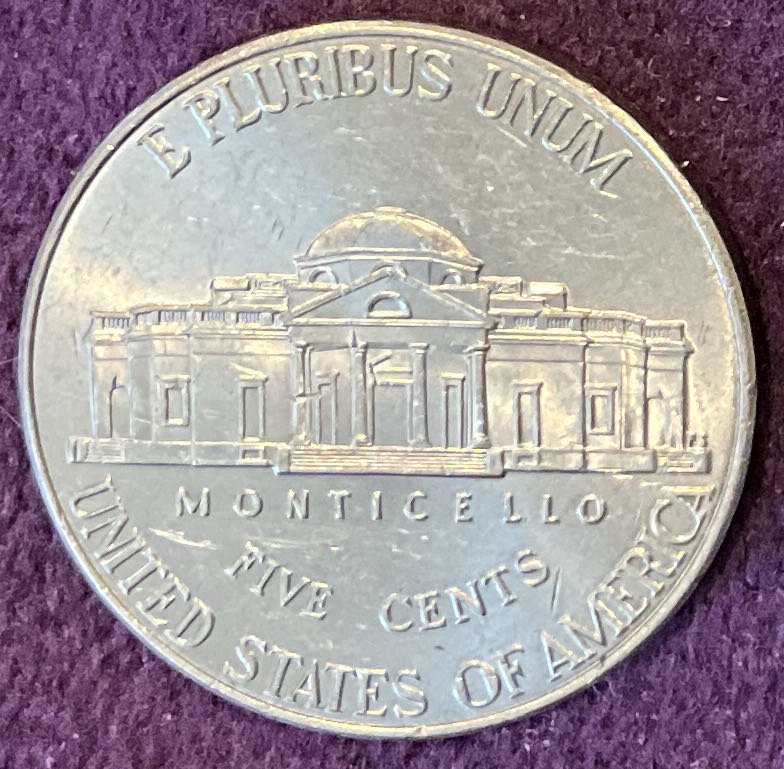 E PLURIBUS UNUM
MONTICELLO
FIVE CENTS
UNITED STATES OF AMERICA